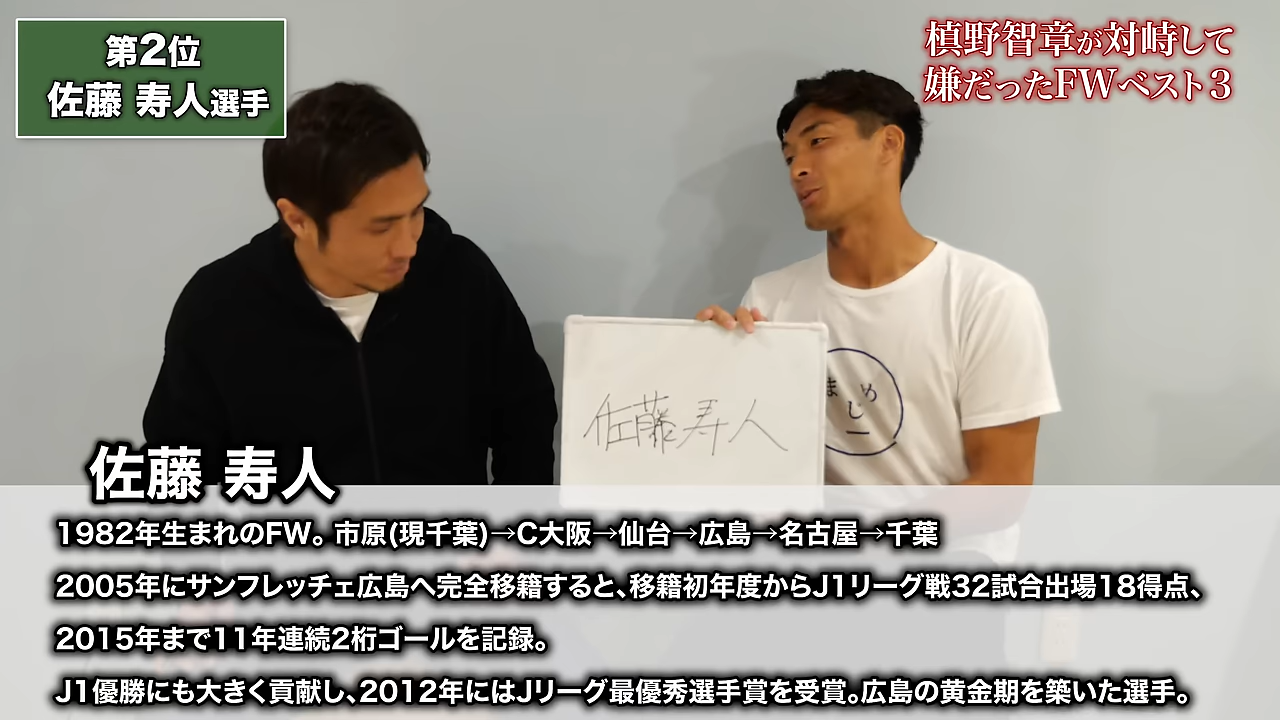 第2位
佐藤 寿人選手
槙野智章が対峙して
嫌だったFWベスト3
まめ
じー
佐藤寿人
佐藤 寿人
1982年生まれのFW。市原(現千葉)→C大阪→仙台→広島→名古屋→千葉
2005年にサンフレッチェ広島へ完全移籍すると、移籍初年度からJ1リーグ戦32試合出場18得点、
2015年まで11年連続2桁ゴールを記録。
J1優勝にも大きく貢献し、2012年にはJリーグ最優秀選手賞を受賞。広島の黄金期を築いた選手。